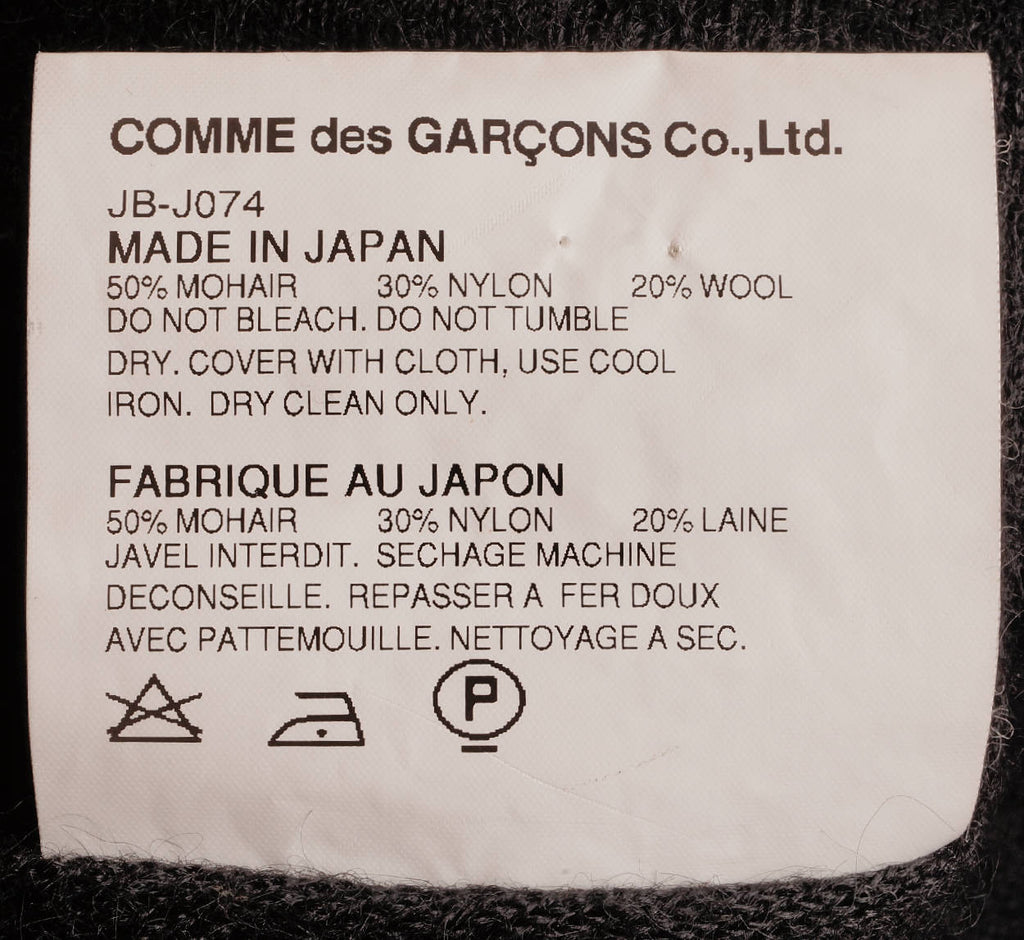 COMME des GARÇONS Co.,Ltd.
JB-J074
MADE IN JAPAN
50% MOHAIR 30% NYLON 20% WOOL
DO NOT BLEACH. DO NOT TUMBLE
DRY. COVER WITH CLOTH, USE COOL
IRON. DRY CLEAN ONLY.
FABRIQUE AU JAPON
50% MOHAIR 30% NYLON 20% LAINE
JAVEL INTERDIT. SECHAGE MACHINE
DECONSEILLE. REPASSER A FER DOUX
AVEC PATTEMOUILLE. NETTOYAGE A SEC.
P